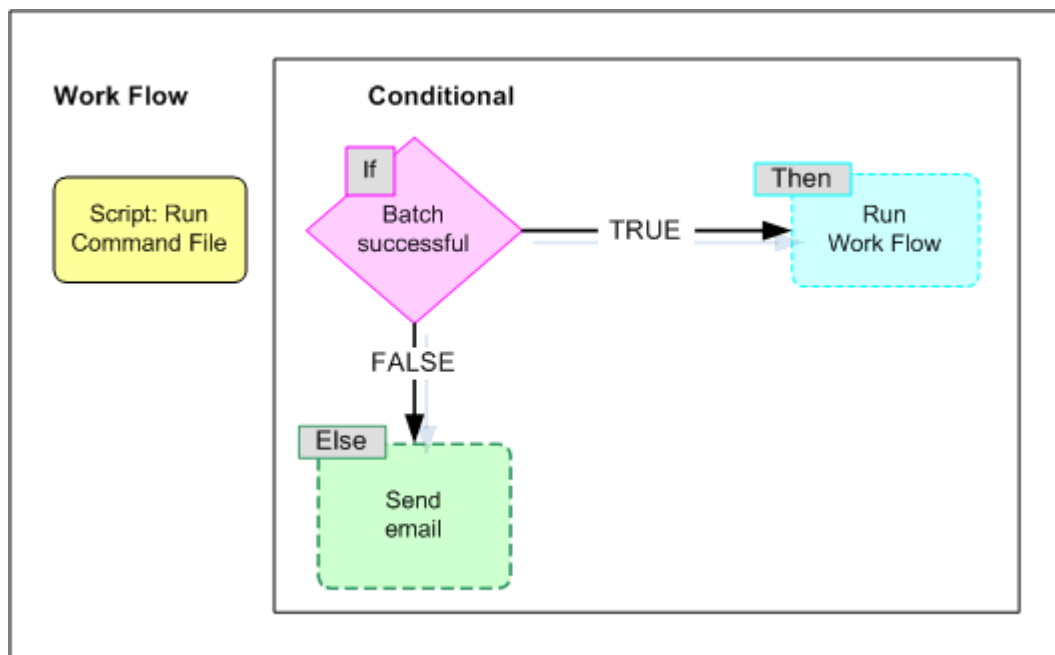 Work Flow
Conditional
Script: Run
Command File
If
Batch
successful
TRUE
Then
Run
Work Flow
FALSE
Else
Send
email